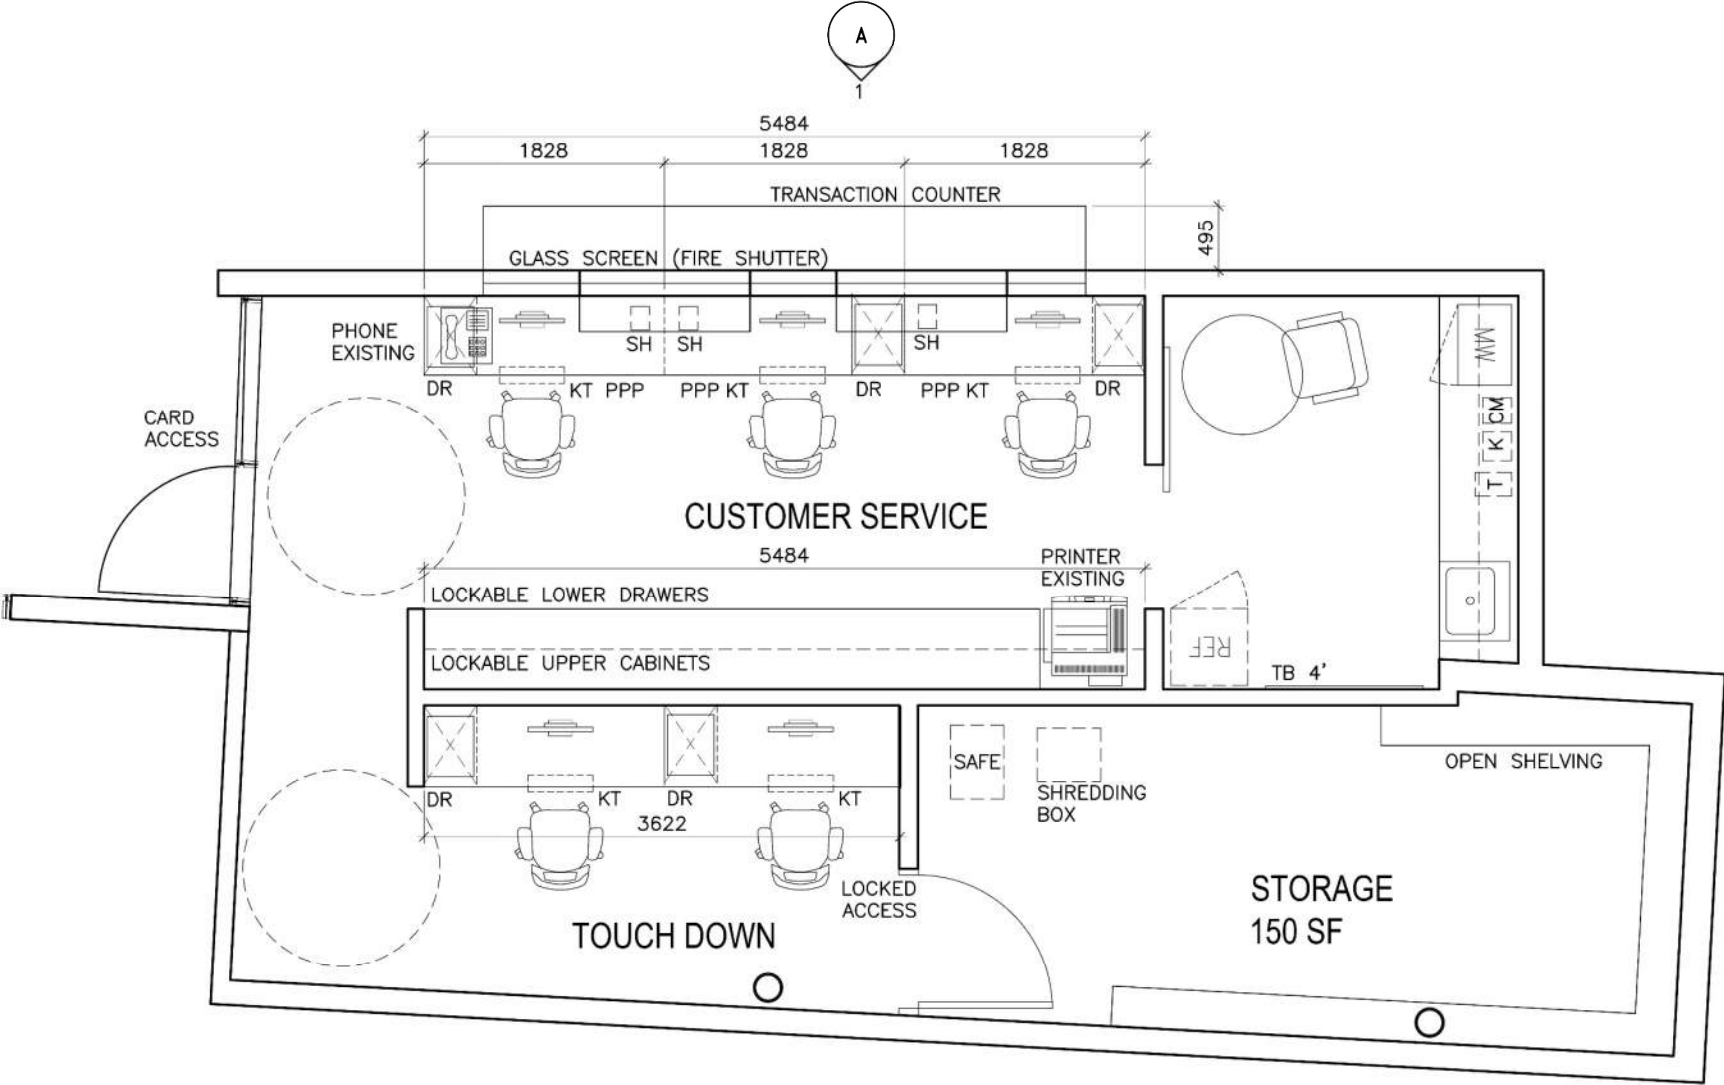 A
1
5484
1828 1828 1828
TRANSACTION COUNTER
495
GLASS SCREEN (FIRE SHUTTER)
PHONE
EXISTING
SH SH SH
MW
DR KT PPP PPP KT DR PPP KT DR
CARD
ACCESS
CM
K
T
CUSTOMER SERVICE
5484
PRINTER
EXISTING
LOCKABLE LOWER DRAWERS
LOCKABLE UPPER CABINETS
REF
TB 4'
SAFE
OPEN SHELVING
SHREDDING
BOX
DR KT DR KT
3622
LOCKED
ACCESS
STORAGE
150 SF
TOUCH DOWN